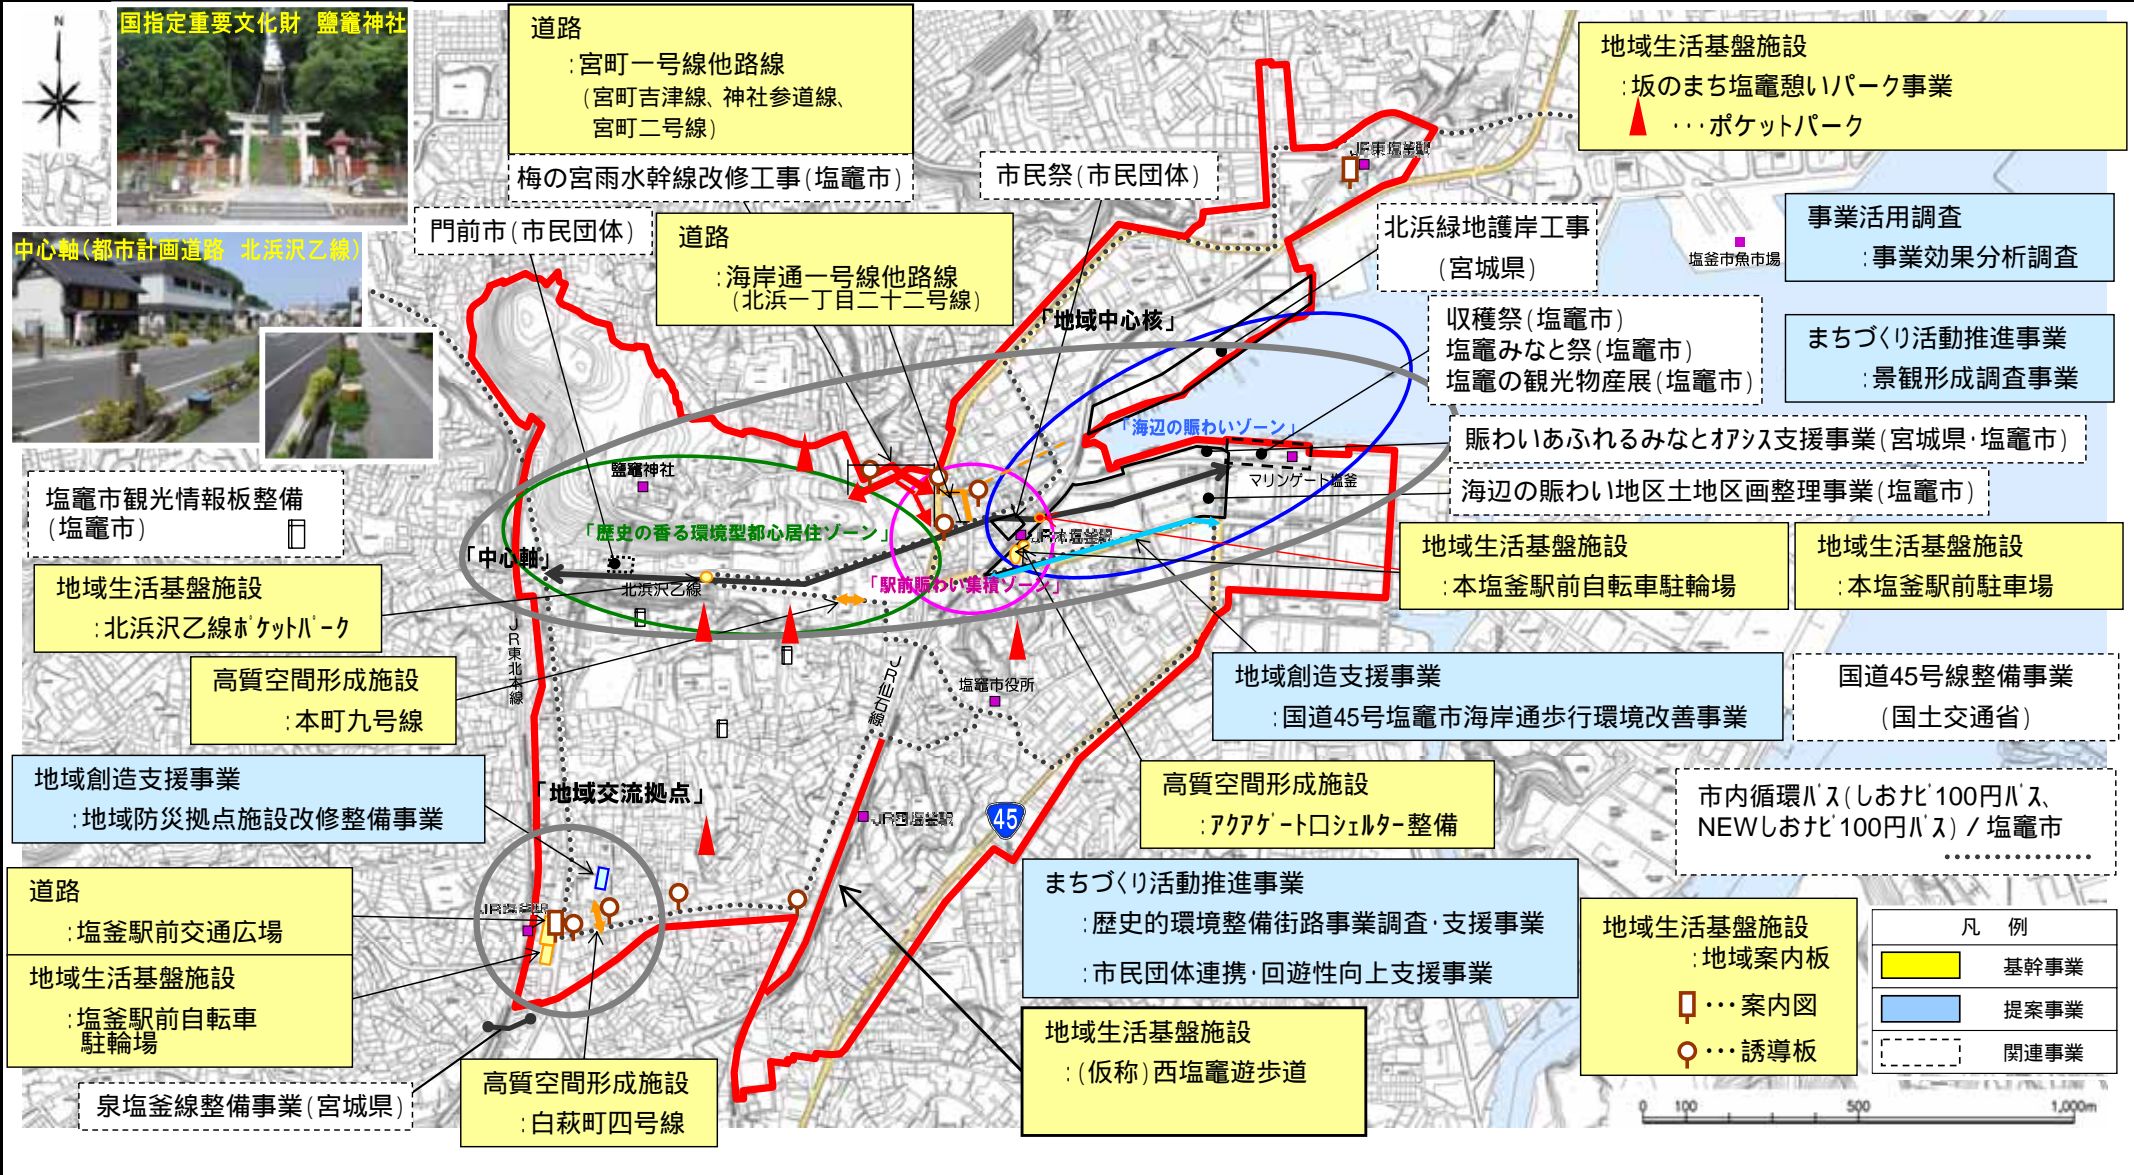 N
国指定重要文化財 鹽竈神社
中心軸(都市計画道路 北浜沢乙線)
道路
:宮町一号線他路線
(宮町吉津線、神社参道線、
宮町二号線)
梅の宮雨水幹線改修工事(塩竈市)
門前市(市民団体)
道路
:海岸通一号線他路線
(北浜一丁目二十二号線)
市民祭(市民団体)
地域生活基盤施設
:坂のまち塩竈憩いパーク事業
…ポケットパーク
JR東塩釜駅
北浜緑地護岸工事
(宮城県)
塩釜市魚市場
事業活用調査
:事業効果分析調査
収穫祭(塩竈市)
塩竈みなと祭(塩竈市)
塩竈の観光物産展(塩竈市)
まちづくり活動推進事業
:景観形成調査事業
「地域中心核」
「海辺の賑わいゾーン」
賑わいあふれるみなとオアシス支援事業(宮城県・塩竈市)
マリンゲート塩釜
海辺の賑わい地区土地区画整理事業(塩竈市)
塩竈市観光情報板整備
(塩竈市)
鹽竈神社
「歴史の香る環境型都心居住ゾーン」
「中心軸」
北浜沢乙線
JR本塩釜駅
「駅前賑わい集積ゾーン」
地域生活基盤施設
:本塩釜駅前自転車駐輪場
地域生活基盤施設
:本塩釜駅前駐車場
地域生活基盤施設
:北浜沢乙線ポケットパーク
JR東北本線
高質空間形成施設
:本町九号線
JR仙石線
塩竈市役所
地域創造支援事業
:国道45号塩竈市海岸通歩行環境改善事業
国道45号線整備事業
(国土交通省)
地域創造支援事業
:地域防災拠点施設改修整備事業
「地域交流拠点」
JR西塩釜駅
45
高質空間形成施設
:アクアゲート口シェルター整備
市内循環バス(しおナビ100円バス、
NEWしおナビ100円バス)/塩竈市
道路
:塩釜駅前交通広場
JR塩釜駅
まちづくり活動推進事業
:歴史的環境整備街路事業調査・支援事業
:市民団体連携・回遊性向上支援事業
地域生活基盤施設
:塩釜駅前自転車
駐輪場
地域生活基盤施設
:地域案内板
…案内図
…誘導板
凡 例
基幹事業
提案事業
関連事業
地域生活基盤施設
:(仮称)西塩竈遊歩道
泉塩釜線整備事業(宮城県)
高質空間形成施設
:白萩町四号線
0 100 500 1,000m